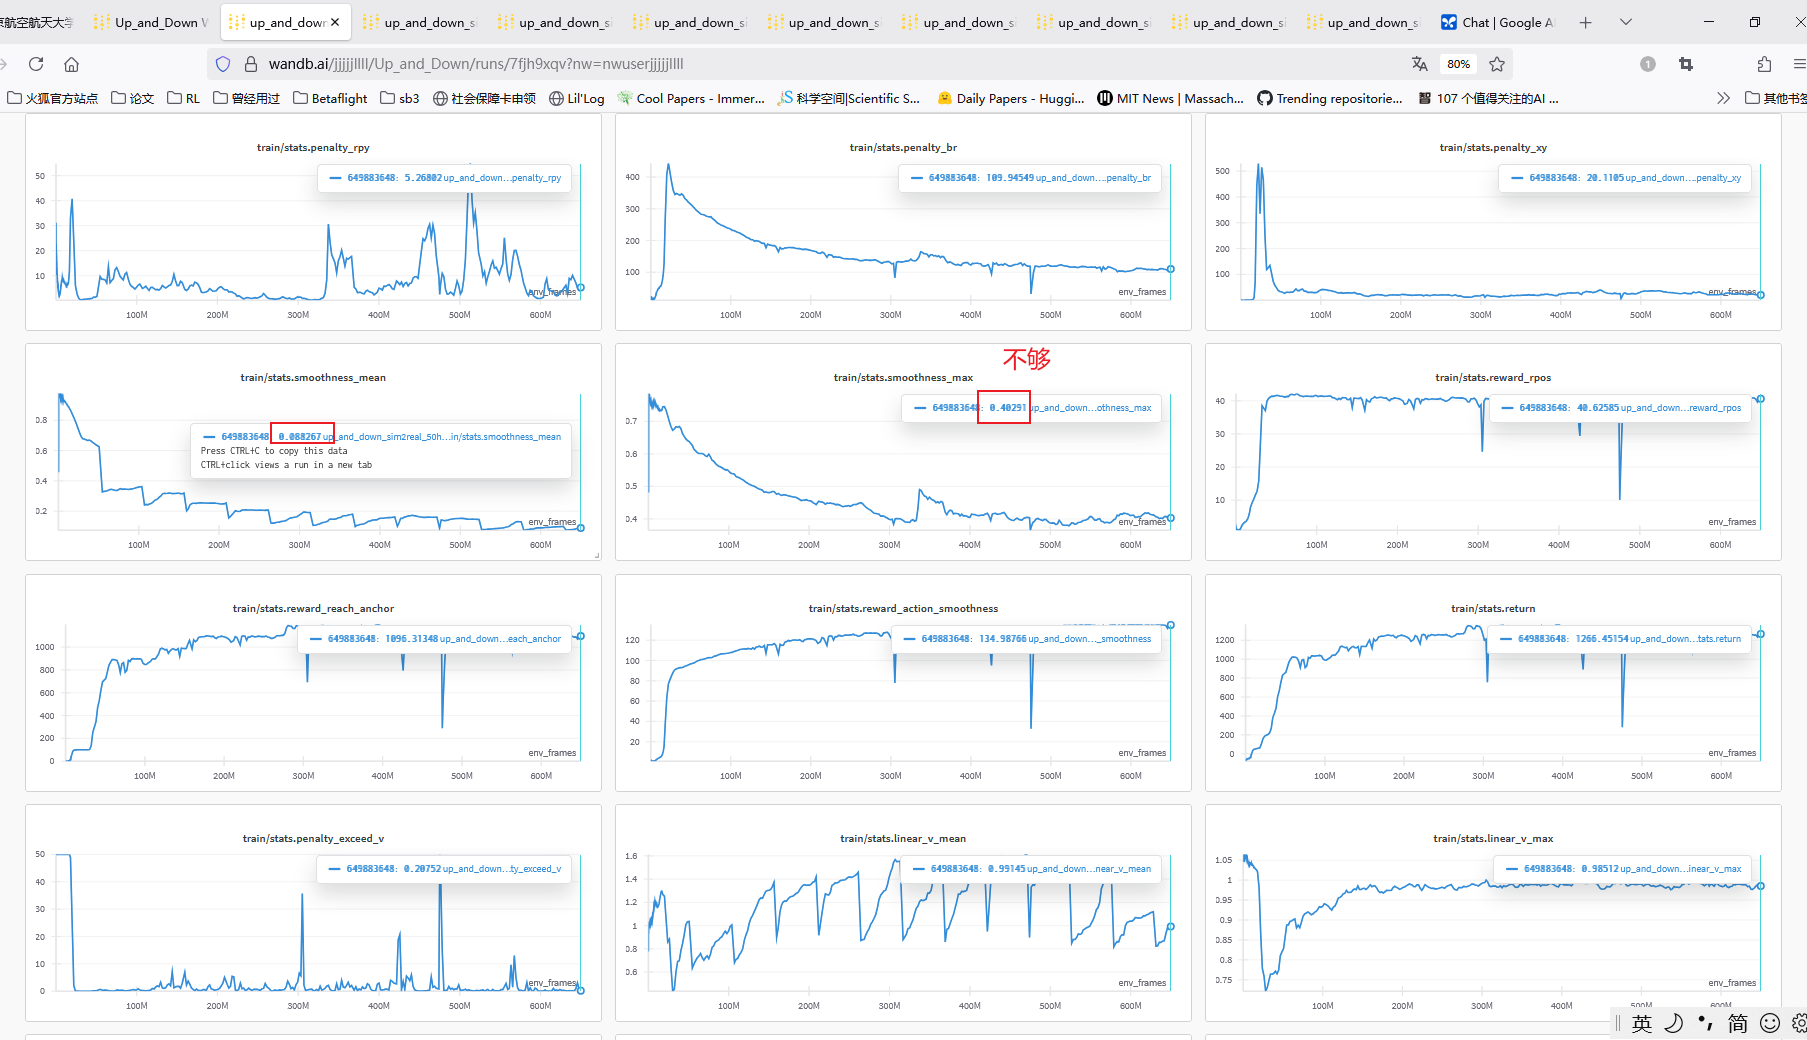 京航空航天大学
Up_and_Down W
up_and_down
up_and_down_si
up_and_down_si
up_and_down_si
up_and_down_si
up_and_down_si
up_and_down_si
up_and_down_si
up_and_down_si
Chat | Google A
wandb.ai/jjjjjllll/Up_and_Down/runs/7fjh9xqv?nw=nwuserjjjjjllll
80%
1
火狐官方站点
论文
RL
曾经用过
Betaflight
sb3
社会保障卡申领
Lil'Log
Cool Papers - Immer...
科学空间|Scientific S...
Daily Papers - Huggi...
MIT News | Massach...
Trending repositorie...
107 个值得关注的AI ...
其他书签
train/stats.penalty_rpy
649883648: 5.26802 up_and_down...penalty_rpy
50
40
30
20
10
env_frames
100M
200M
300M
400M
500M
600M
train/stats.penalty_br
649883648: 109.94549 up_and_down....penalty_br
400
300
200
100
env_frames
100M
200M
300M
400M
500M
600M
train/stats.penalty_xy
649883648: 20.1105 up_and_down....penalty_xy
500
400
300
200
100
env_frames
100M
200M
300M
400M
500M
600M
train/stats.smoothness_mean
649883648: 0.088267 up_and_down_sim2real_50h...in/stats.smoothness_mean
Press CTRL+C to copy this data
CTRL+click views a run in a new tab
0.8
0.6
0.4
0.2
env_frames
100M
200M
300M
400M
500M
600M
不够
train/stats.smoothness_max
649883648: 0.40291 up_and_down...othness_max
0.7
0.6
0.5
0.4
env_frames
100M
200M
300M
400M
500M
600M
train/stats.reward_rpos
649883648: 40.62585 up_and_down...reward_rpos
40
30
20
10
env_frames
100M
200M
300M
400M
500M
600M
train/stats.reward_reach_anchor
649883648: 1096.31348 up_and_down...each_anchor
1000
800
600
400
200
0
env_frames
100M
200M
300M
400M
500M
600M
train/stats.reward_action_smoothness
649883648: 134.98766 up_and_down..._smoothness
120
100
80
60
40
20
env_frames
100M
200M
300M
400M
500M
600M
train/stats.return
649883648: 1266.45154 up_and_down...tats.return
1200
1000
800
600
400
200
0
env_frames
100M
200M
300M
400M
500M
600M
train/stats.penalty_exceed_v
649883648: 0.20752 up_and_down...ty_exceed_v
50
40
30
20
10
0
env_frames
100M
200M
300M
400M
500M
600M
train/stats.linear_v_mean
649883648: 0.99145 up_and_down...near_v_mean
1.6
1.4
1.2
1
0.8
0.6
env_frames
100M
200M
300M
400M
500M
600M
train/stats.linear_v_max
649883648: 0.98512 up_and_down...inear_v_max
1.05
1
0.95
0.9
0.85
0.8
0.75
env_frames
100M
200M
300M
400M
500M
600M
英
简